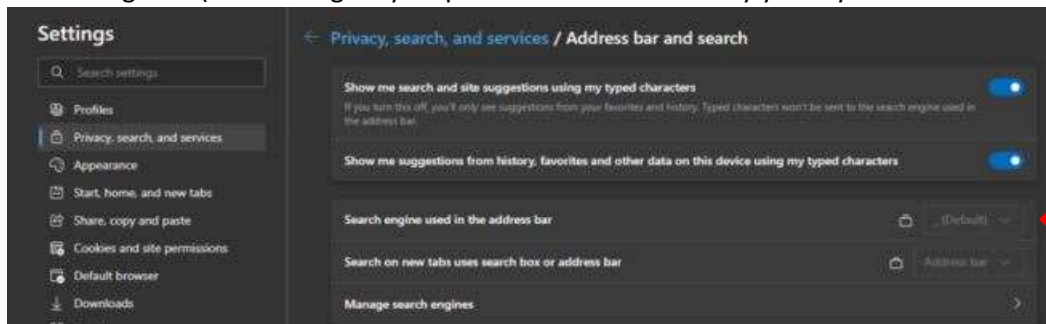 Settings
← Privacy, search, and services / Address bar and search
Search settings
Profiles
Privacy, search, and services
Appearance
Start, home, and new tabs
Share, copy and paste
Cookies and site permissions
Default browser
Downloads
Show me search and site suggestions using my typed characters
If you turn this off, you'll only see suggestions from your favorites and history. Typed characters won't be sent to the search engine used in
the address bar.
Show me suggestions from history, favorites and other data on this device using my typed characters
Search engine used in the address bar
(Default)
Search on new tabs uses search box or address bar
Address bar
Manage search engines